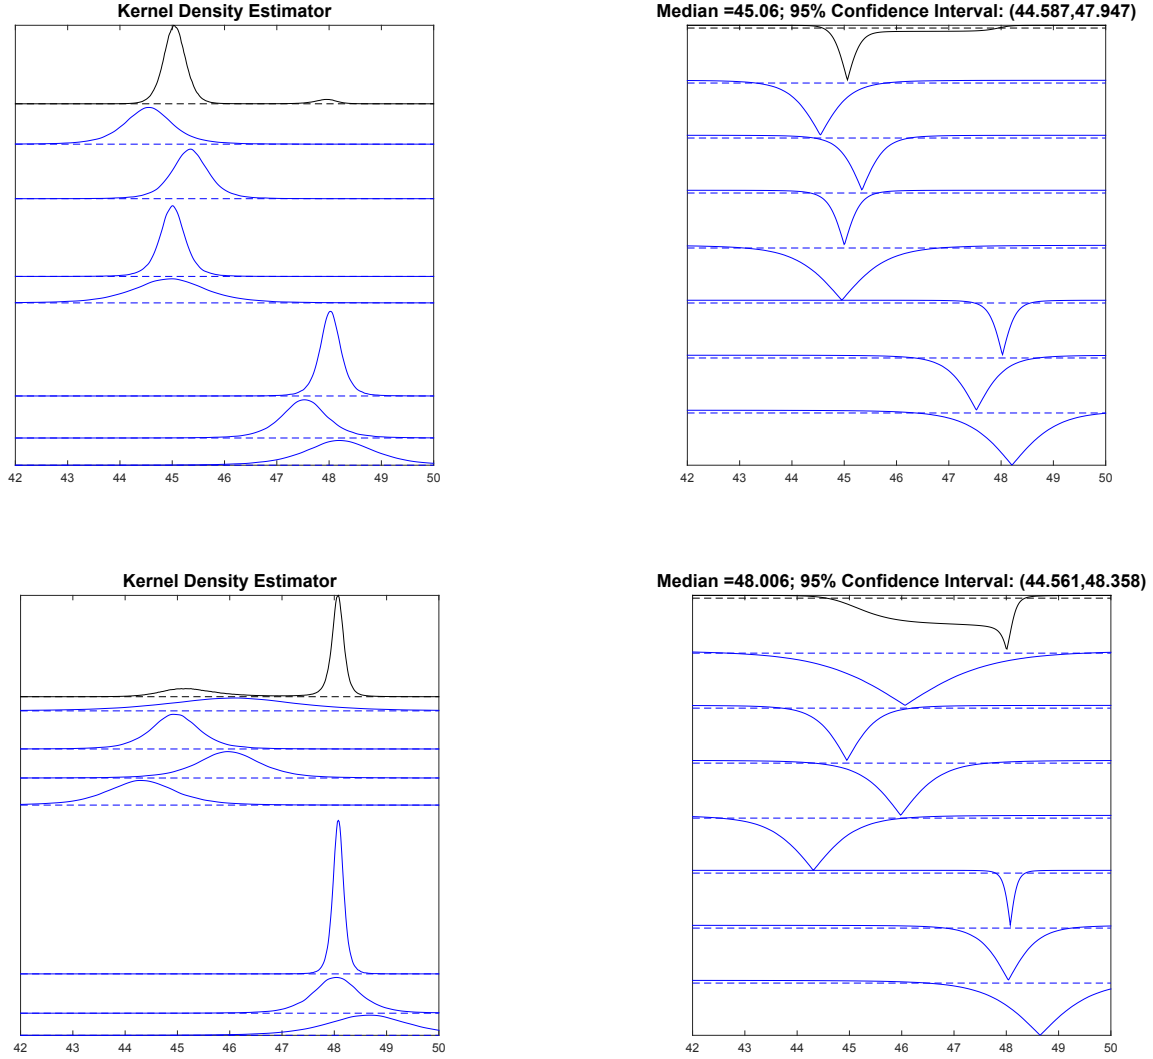 Kernel Density Estimator
Median =45.06; 95% Confidence Interval: (44.587,47.947)
42 43 44 45 46 47 48 49 50
42 43 44 45 46 47 48 49 50
Kernel Density Estimator
Median =48.006; 95% Confidence Interval: (44.561,48.358)
42 43 44 45 46 47 48 49 50
42 43 44 45 46 47 48 49 50